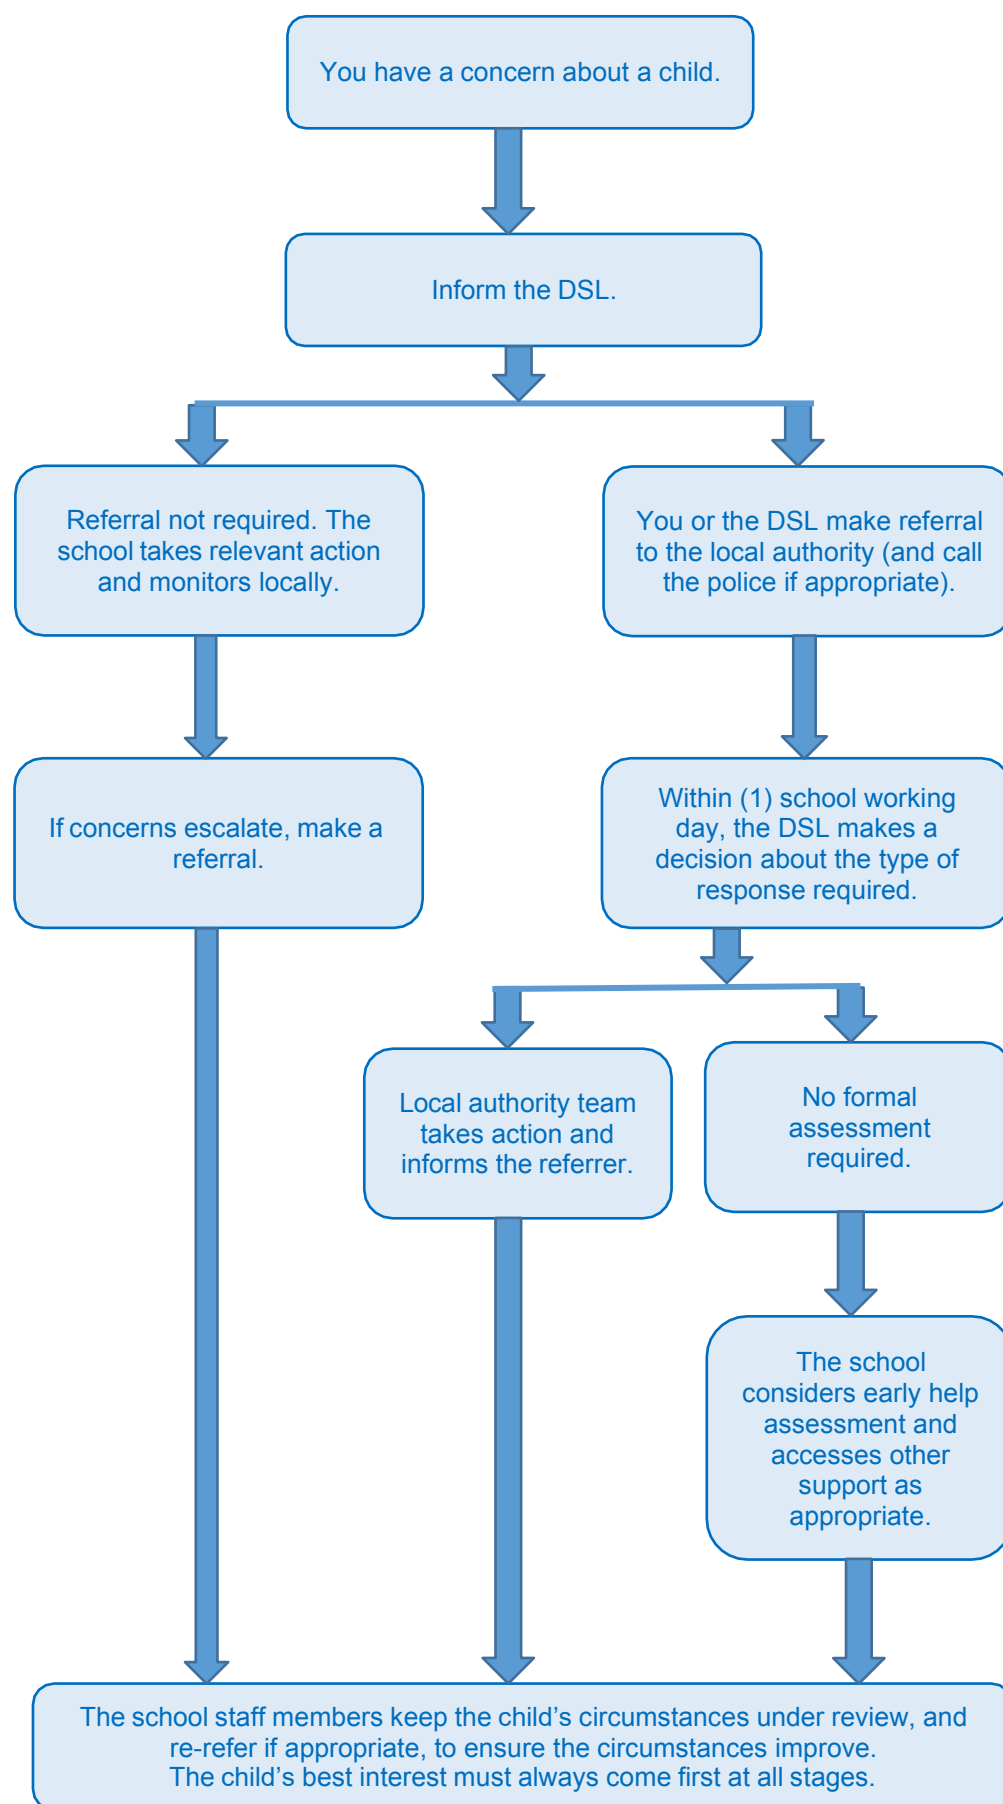 You have a concern about a child.
Inform the DSL.
Referral not required. The
school takes relevant action
and monitors locally.
You or the DSL make referral
to the local authority (and call
the police if appropriate).
If concerns escalate, make a
referral.
Within (1) school working
day, the DSL makes a
decision about the type of
response required.
Local authority team
takes action and
informs the referrer.
No formal
assessment
required.
The school
considers early help
assessment and
accesses other
support as
appropriate.
The school staff members keep the child’s circumstances under review, and
re-refer if appropriate, to ensure the circumstances improve.
The child’s best interest must always come first at all stages.